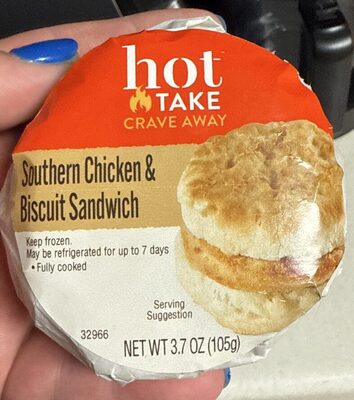 hot
TAKE
CRAVE AWAY
Southern Chicken &
Biscuit Sandwich
Keep frozen.
May be refrigerated for up to 7 days
• Fully cooked
Serving
Suggestion
32966
NET WT 3.7 OZ (105g)